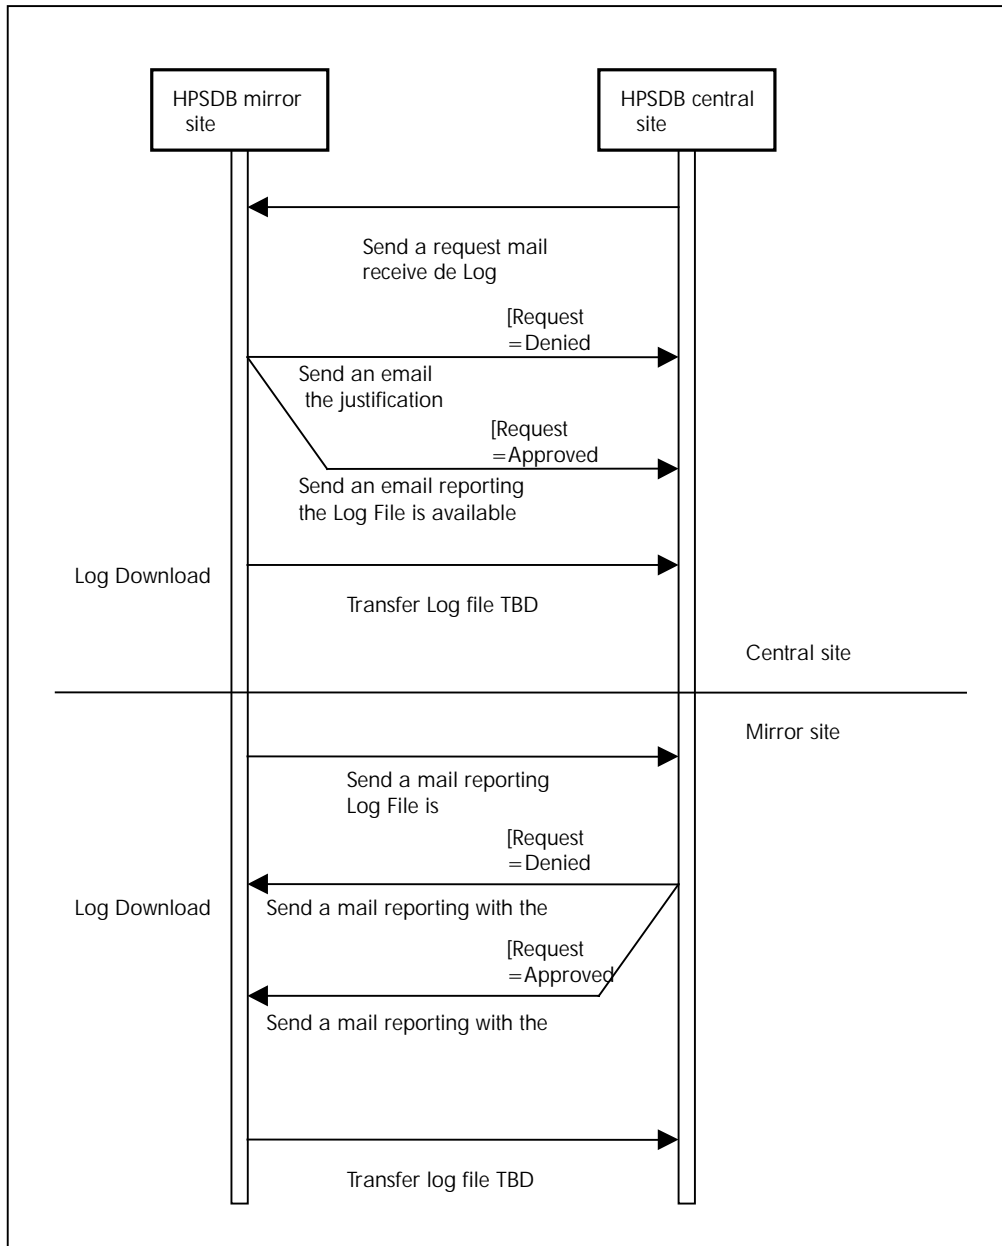 HPSDB mirror
site
HPSDB central
site
Send a request mail
receive de Log
[Request
=Denied
Send an email
the justification
[Request
=Approved
Send an email reporting
the Log File is available
Log Download
Transfer Log file TBD
Central site
Mirror site
Send a mail reporting
Log File is
[Request
=Denied
Log Download
Send a mail reporting with the
[Request
=Approved
Send a mail reporting with the
Transfer log file TBD